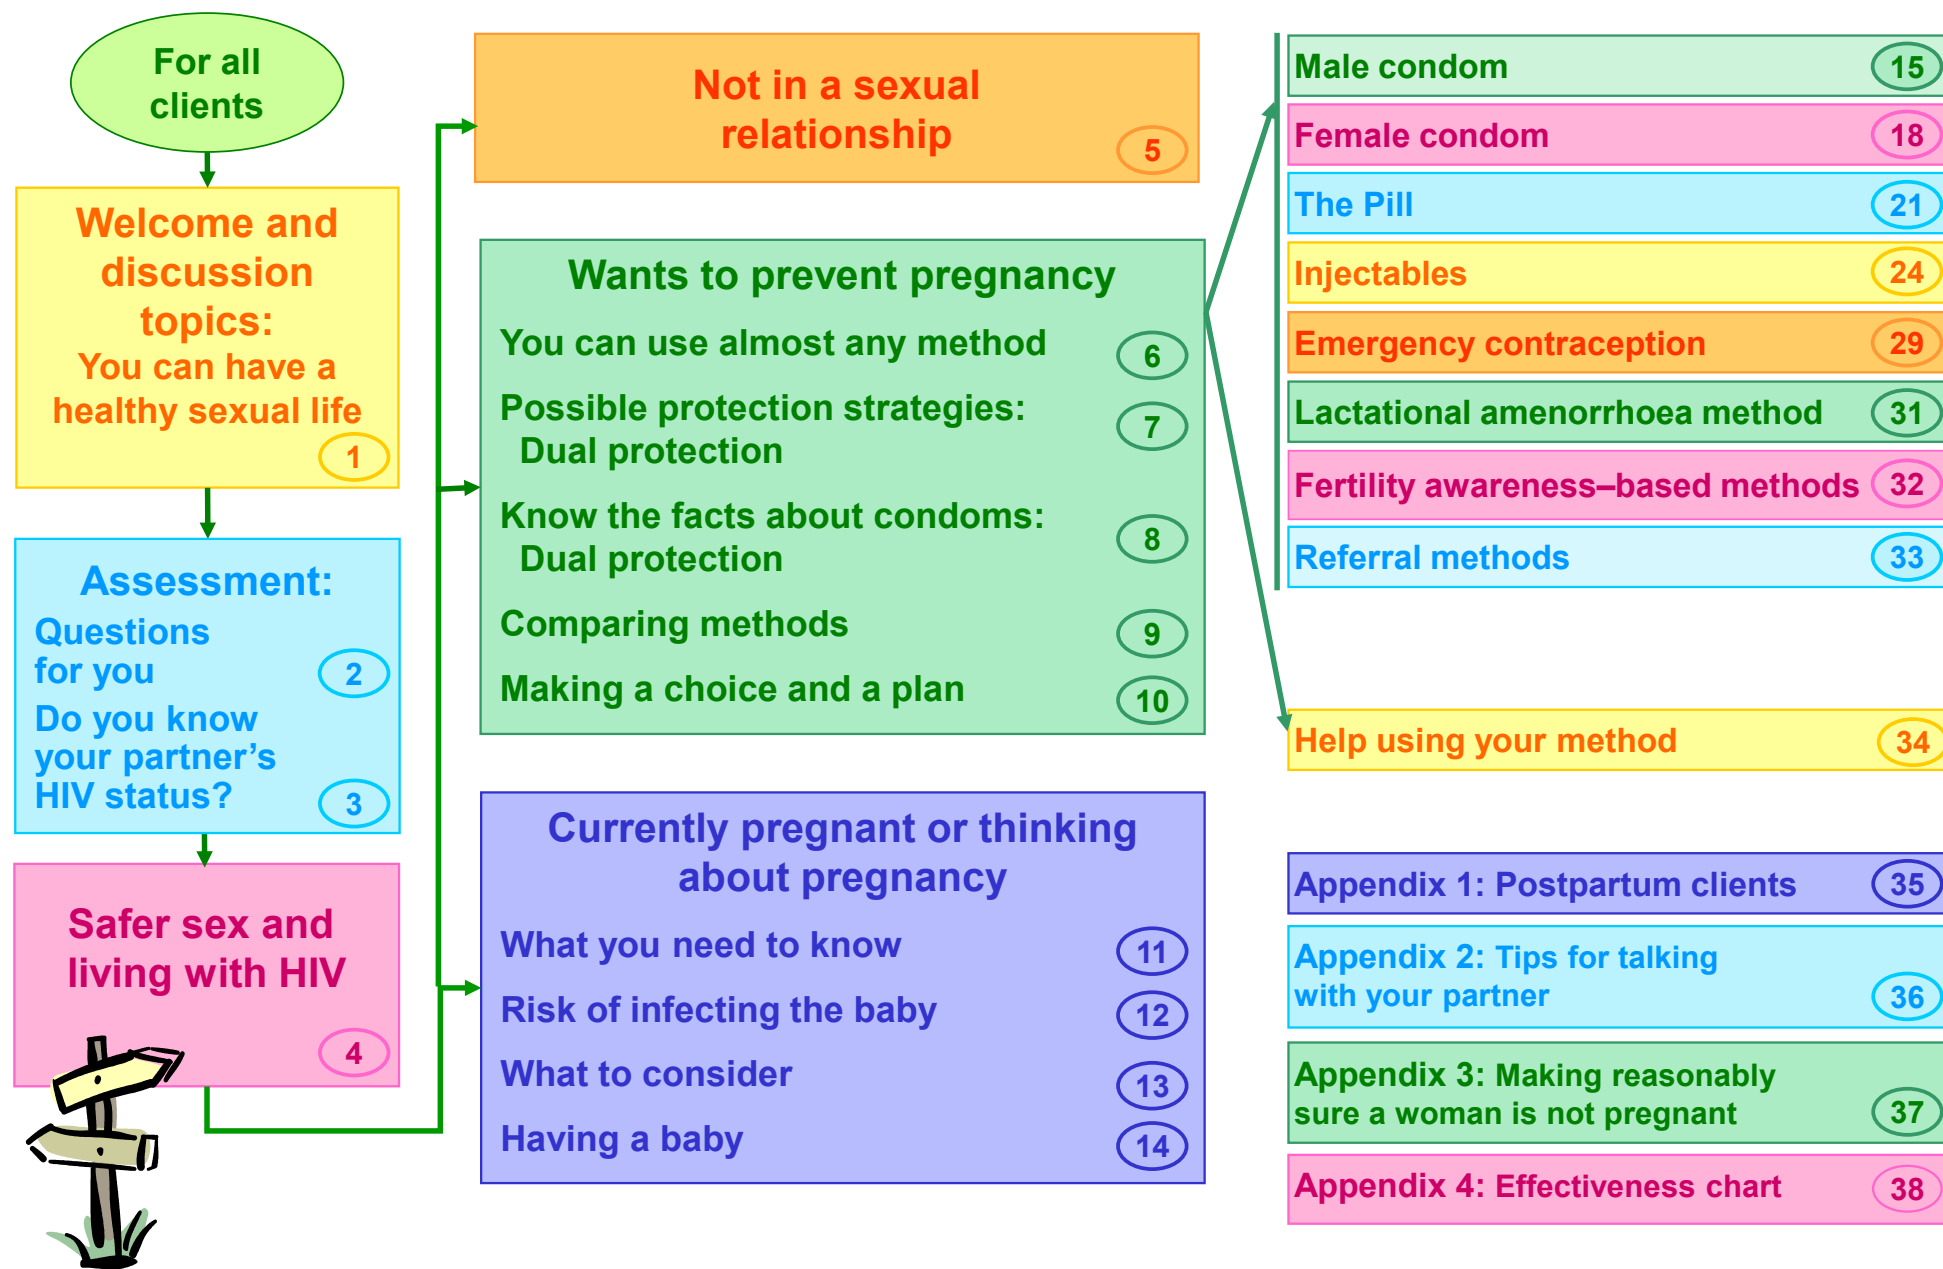 For all
clients
Welcome and
discussion
topics:
You can have a
healthy sexual life
1
Assessment:
Questions
for you
2
Do you know
your partner’s
HIV status?
3
Safer sex and
living with HIV
4
Not in a sexual
relationship
5
Wants to prevent pregnancy
You can use almost any method
6
Possible protection strategies:
Dual protection
7
Know the facts about condoms:
Dual protection
8
Comparing methods
9
Making a choice and a plan
10
Currently pregnant or thinking
about pregnancy
What you need to know
11
Risk of infecting the baby
12
What to consider
13
Having a baby
14
Male condom
15
Female condom
18
The Pill
21
Injectables
24
Emergency contraception
29
Lactational amenorrhoea method
31
Fertility awareness–based methods
32
Referral methods
33
Help using your method
34
Appendix 1: Postpartum clients
35
Appendix 2: Tips for talking
with your partner
36
Appendix 3: Making reasonably
sure a woman is not pregnant
37
Appendix 4: Effectiveness chart
38